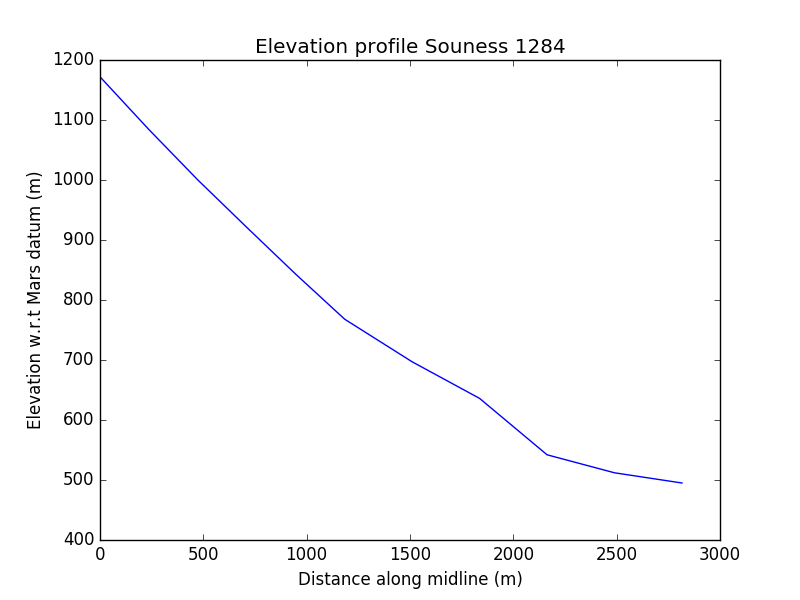 Elevation profile Souness 1284
Elevation w.r.t Mars datum (m)
1200
1100
1000
900
800
700
600
500
400
0 500 1000 1500 2000 2500 3000
Distance along midline (m)